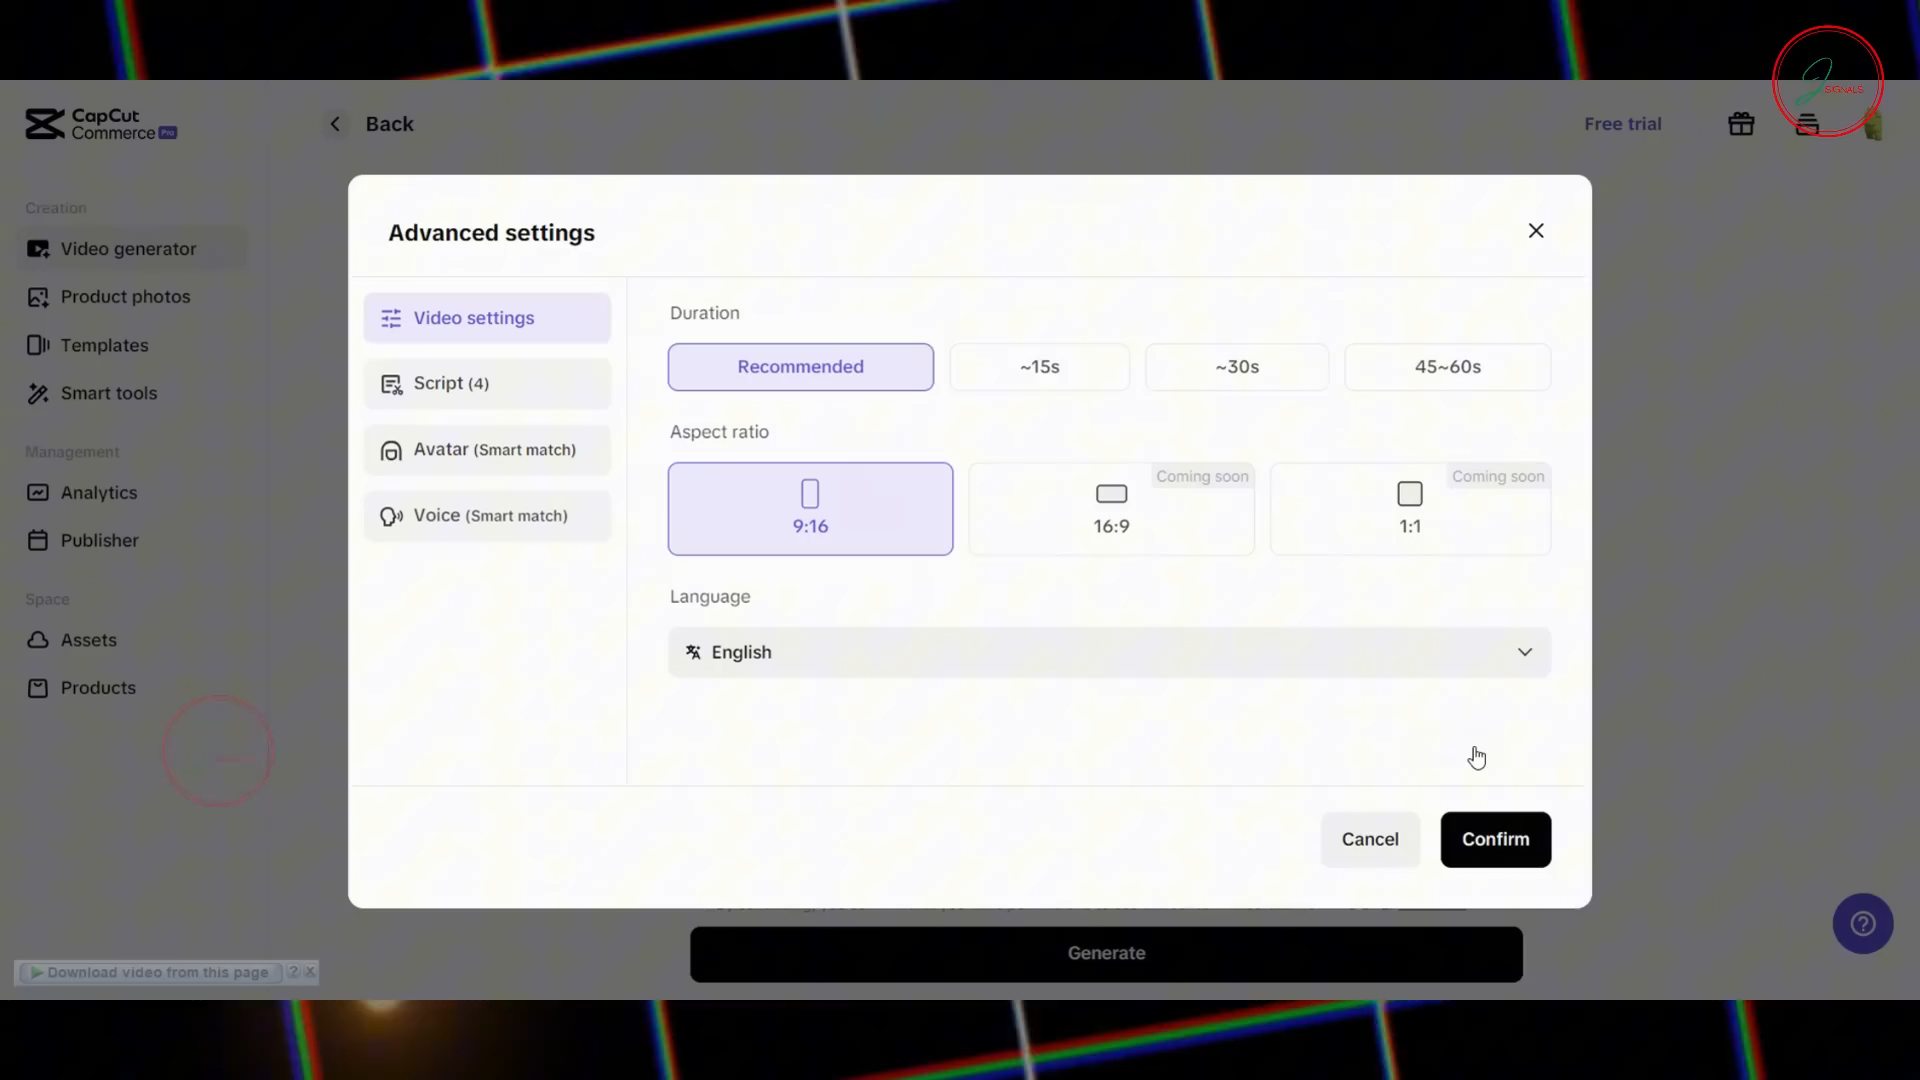 CapCut
Commerce Pro
Back
Free trial
SIGNALS
Creation
Video generator
Product photos
Templates
Smart tools
Management
Analytics
Publisher
Space
Assets
Products
Advanced settings
Video settings
Script (4)
Avatar (Smart match)
Voice (Smart match)
Duration
Recommended
~15s
~30s
45~60s
Aspect ratio
9:16
Coming soon
16:9
Coming soon
1:1
Language
English
Cancel
Confirm
Generate
Download video from this page ? X